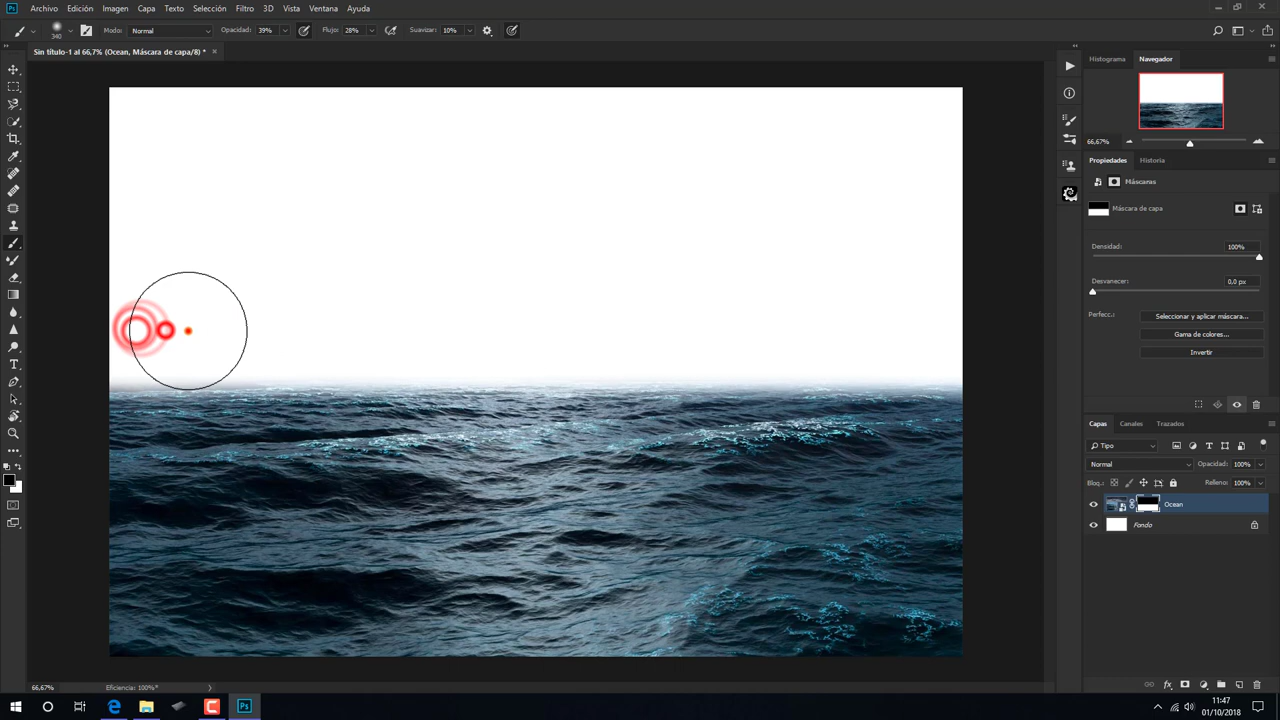 Ps Archivo Edición Imagen Capa Texto Selección Filtro 3D Vista Ventana Ayuda
340 Modo: Normal Opacidad: 39% Flujo: 28% Suavizar: 10%
Sin título-1 al 66,7% (Ocean, Máscara de capa/8) * ×
Histograma Navegador
66,67%
Propiedades Historia
Máscaras
Máscara de capa
Densidad: 100%
Desvanecer: 0,0 px
Perfecc.: Seleccionar y aplicar máscara...
Gama de colores...
Invertir
Capas Canales Trazados
Tipo
Normal Opacidad: 100%
Bloq.: Relleno: 100%
Ocean
Fondo
66,67% Eficiencia: 100%*
Ps
11:47
01/10/2018